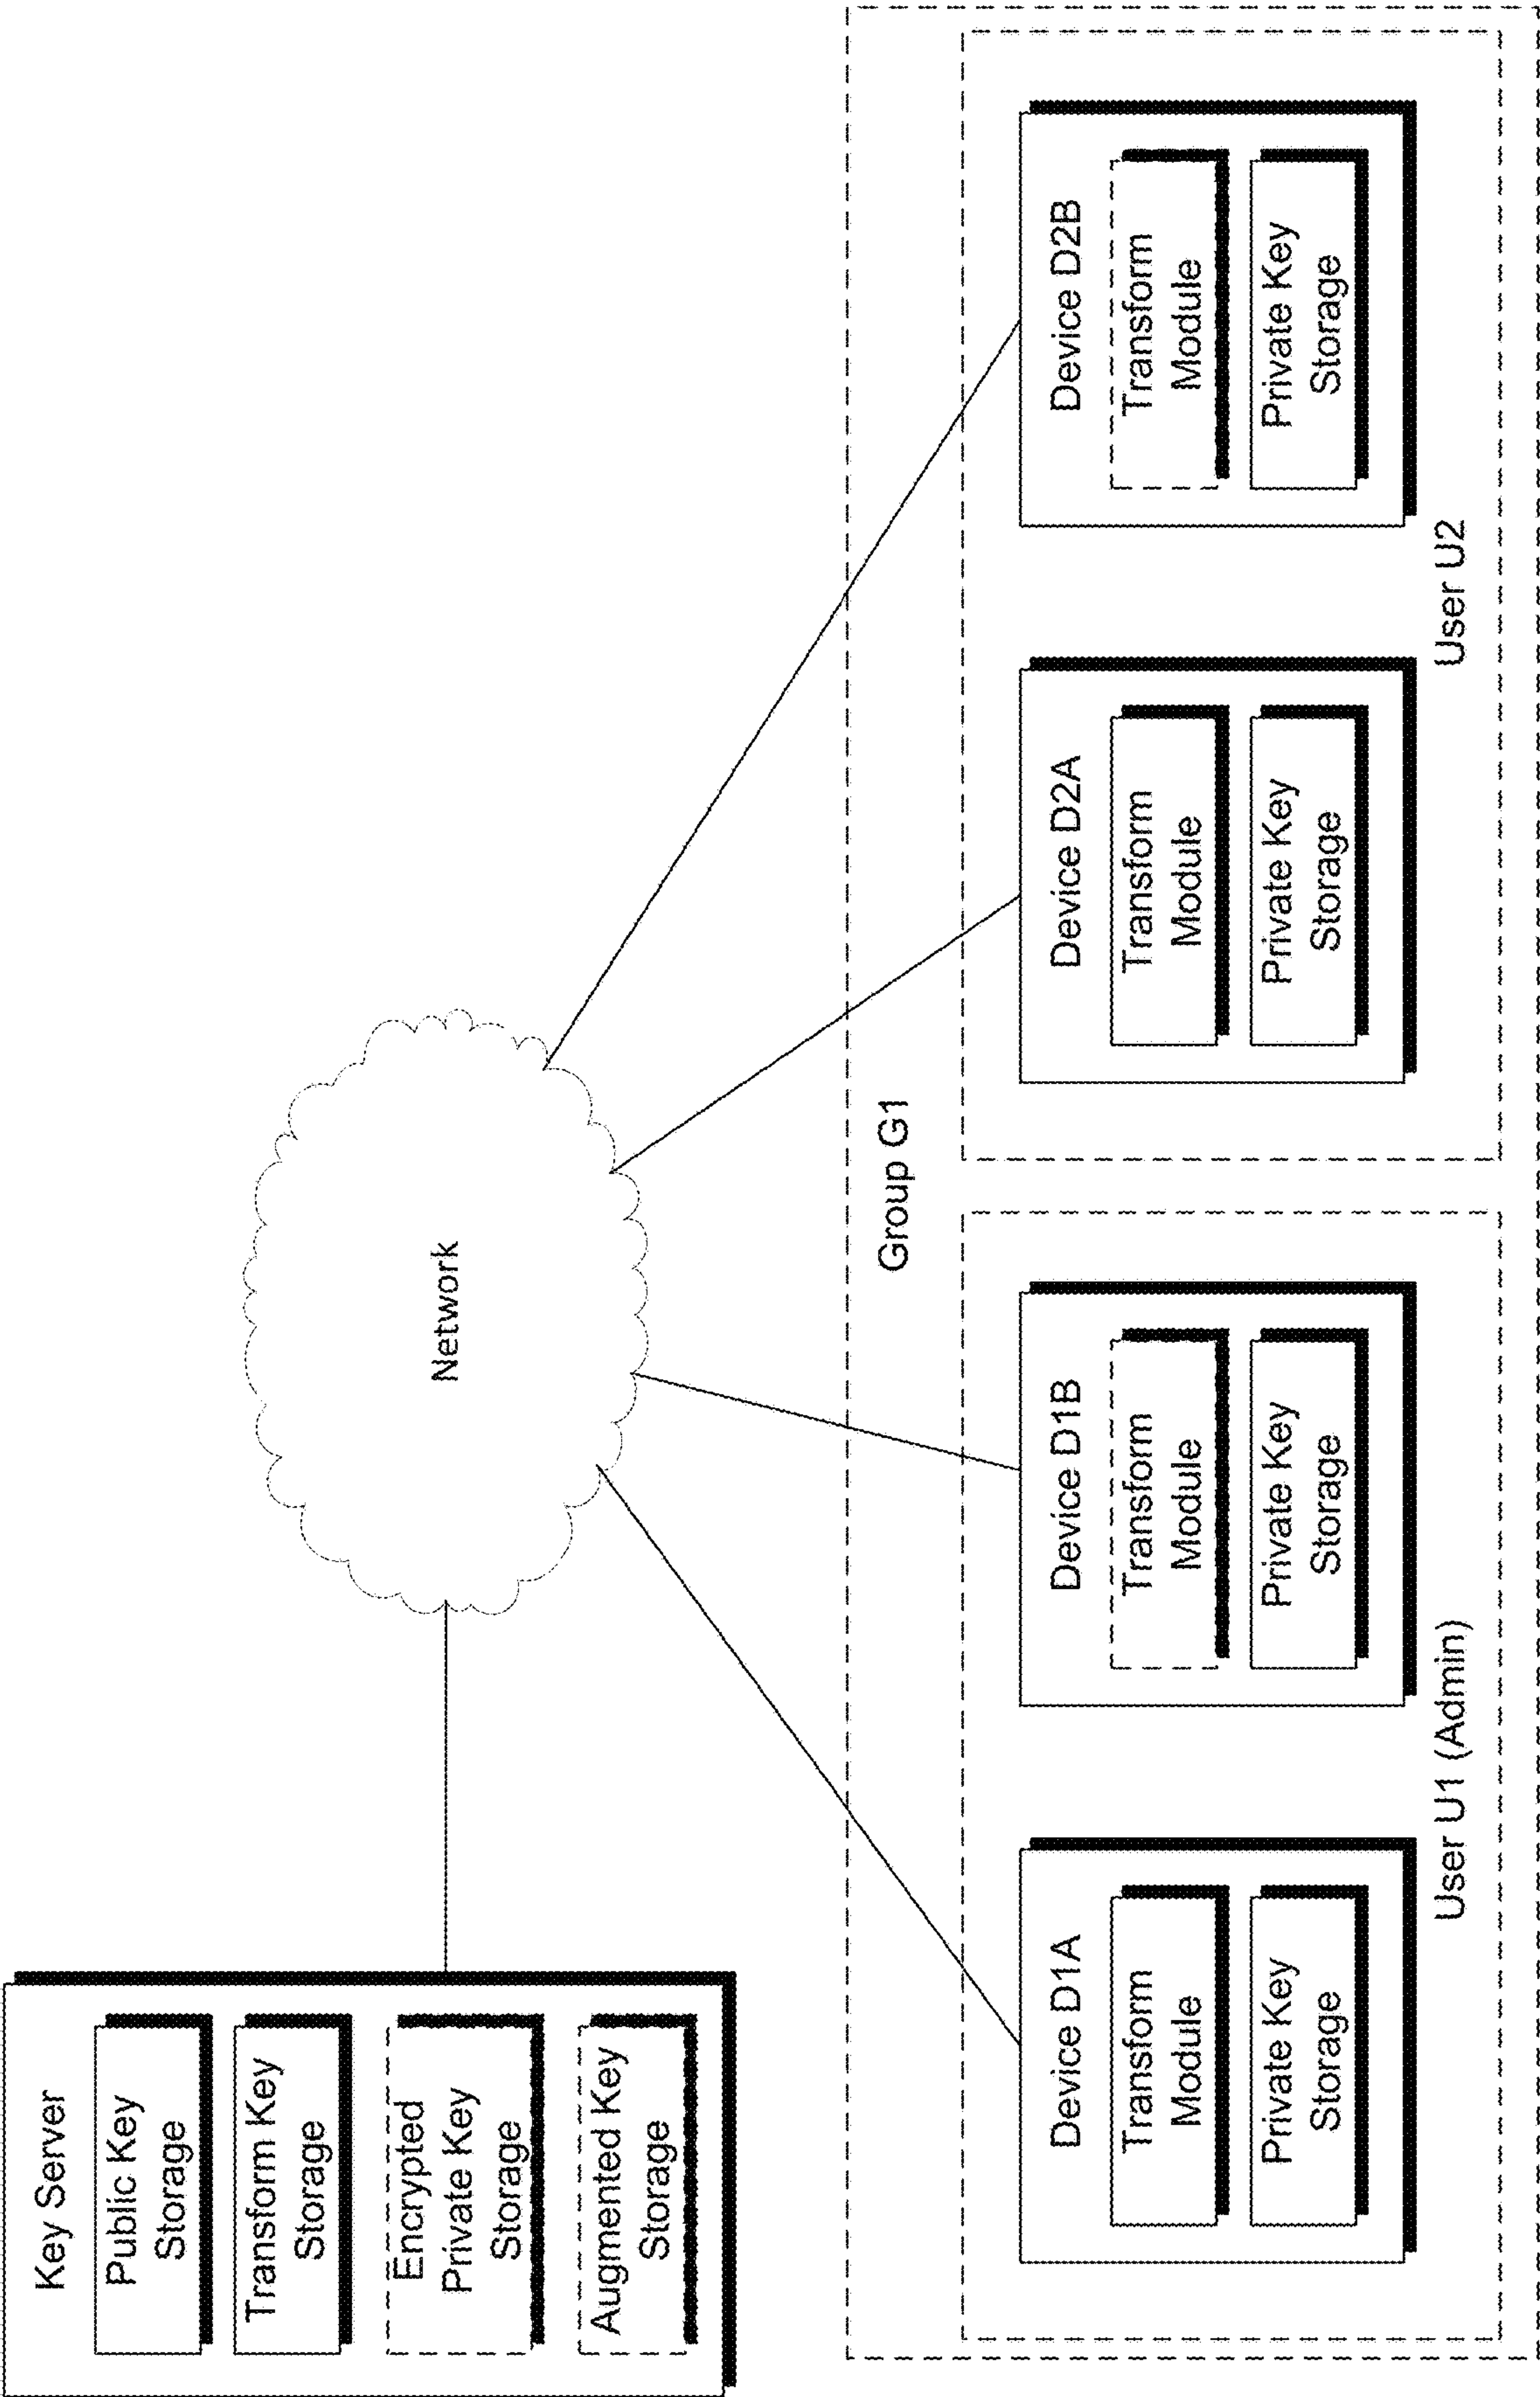 Key Server
Public Key
Storage
Transform Key
Storage
Encrypted
Private Key
Storage
Augmented Key
Storage
Network
Group G1
Device D1A
Transform
Module
Private Key
Storage
Device D1B
Transform
Module
Private Key
Storage
User U1 (Admin)
Device D2A
Transform
Module
Private Key
Storage
Device D2B
Transform
Module
Private Key
Storage
User U2